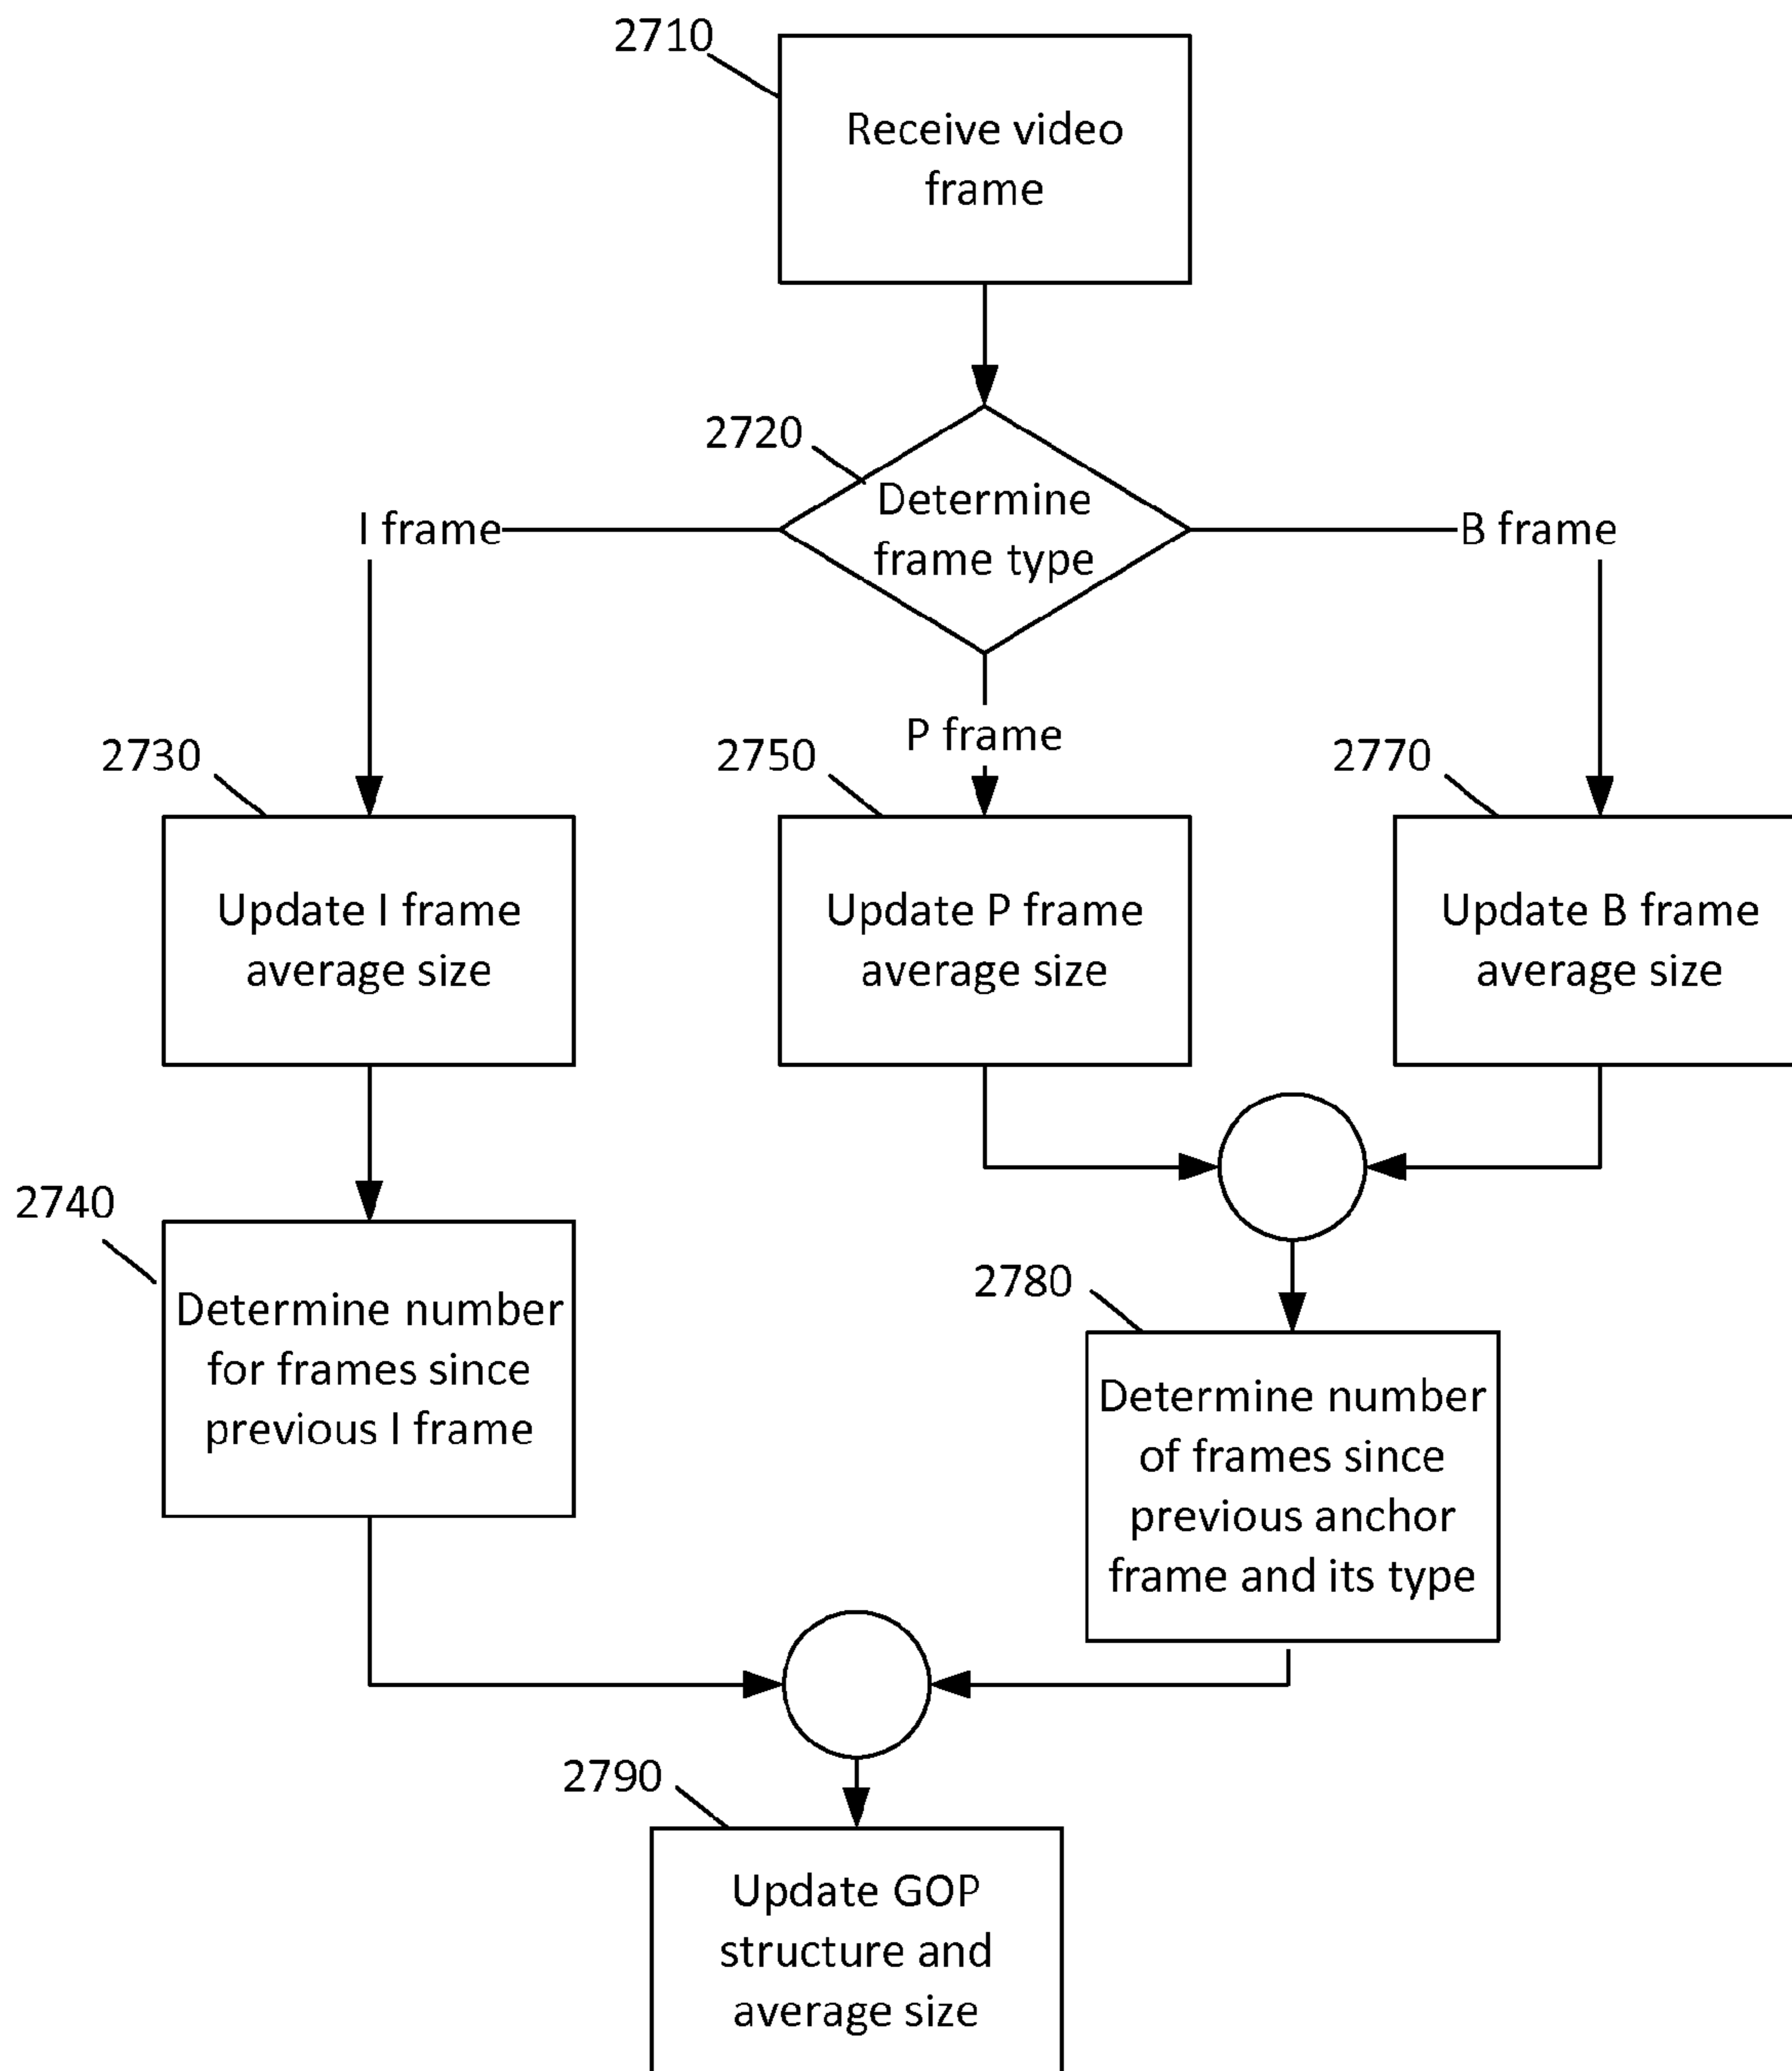 2710
Receive video
frame
2720
Determine
frame type
I frame
B frame
P frame
2730
2750
2770
Update I frame
average size
Update P frame
average size
Update B frame
average size
2740
Determine number
for frames since
previous I frame
2780
Determine number
of frames since
previous anchor
frame and its type
2790
Update GOP
structure and
average size